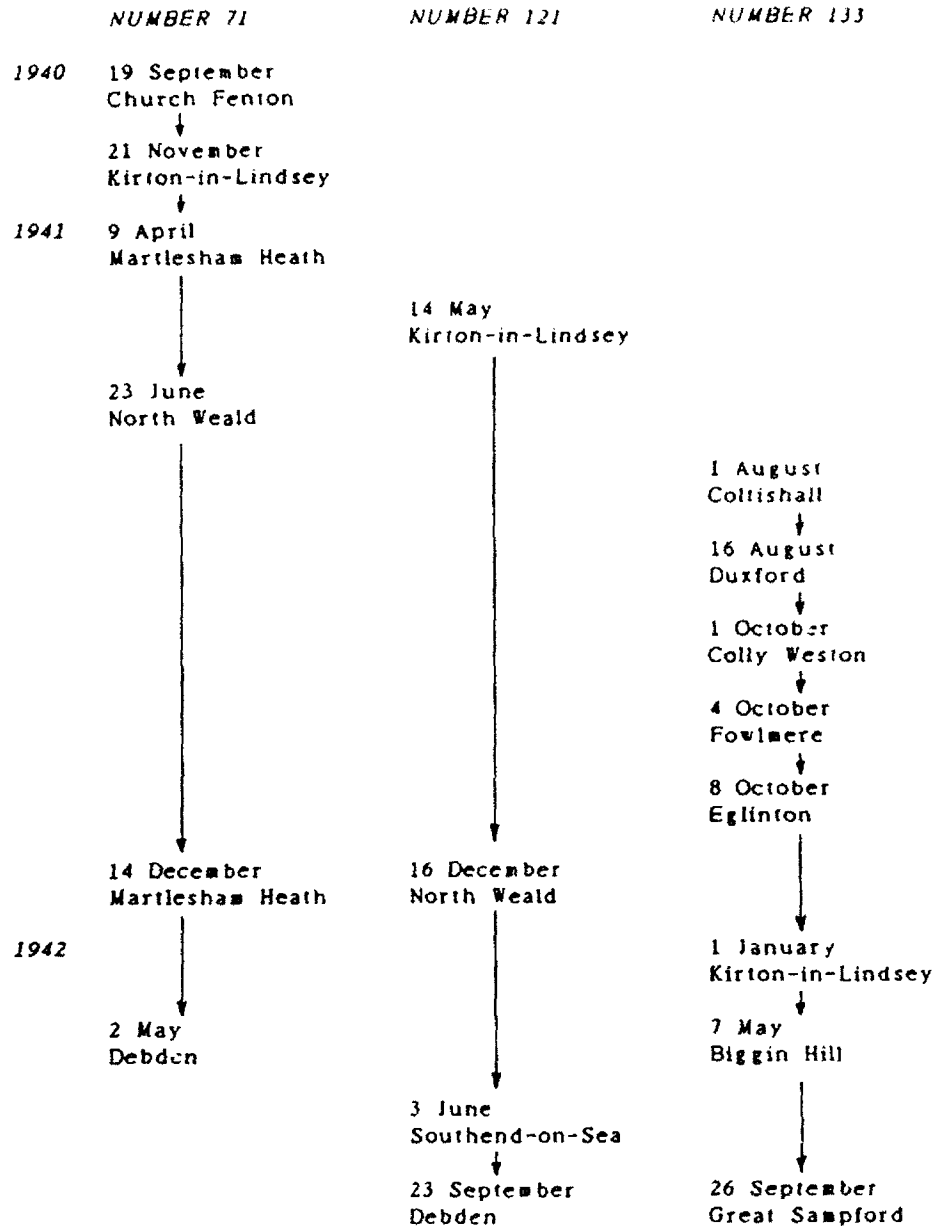 NUMBER 71 NUMBER 121 NUMBER 133
1940 19 September
Church Fenton
21 November
Kirton-in-Lindsey
1941 9 April
Martlesham Heath
14 May
Kirton-in-Lindsey
23 June
North Weald
1 August
Coltishall
16 August
Duxford
1 October
Colly Weston
4 October
Fowlmere
8 October
Eglinton
14 December 16 December
Martlesham Heath North Weald
1942 1 January
Kirton-in-Lindsey
2 May 7 May
Debden Biggin Hill
3 June
Southend-on-Sea
23 September 26 September
Debden Great Sampford